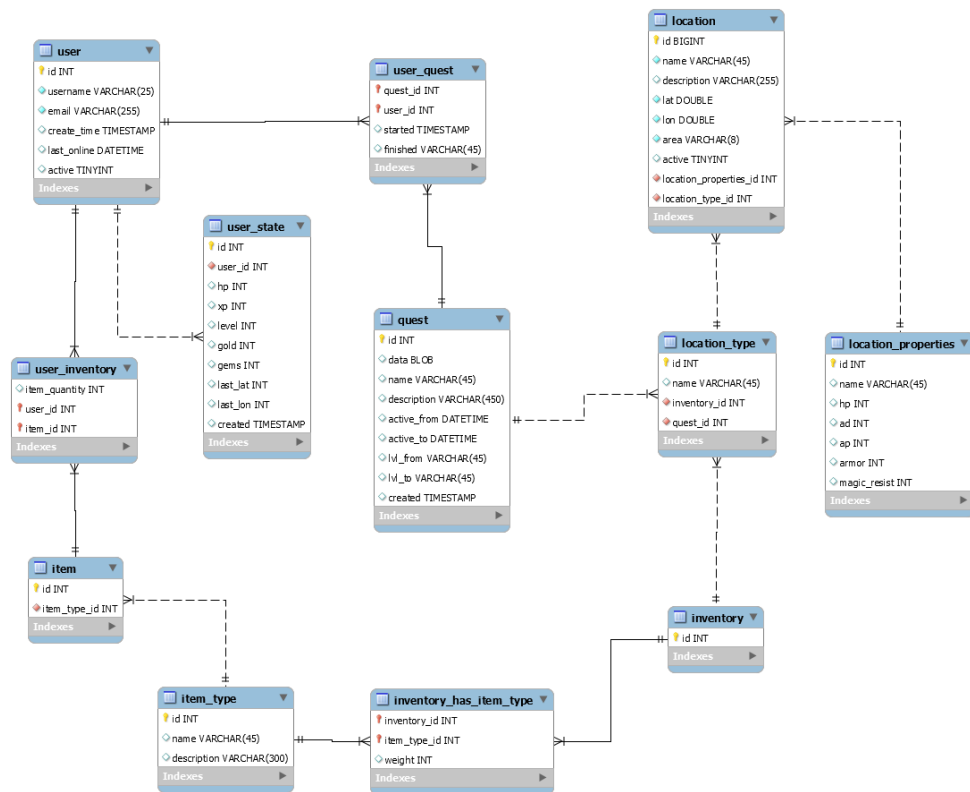 user
id INT
username VARCHAR(25)
email VARCHAR(255)
create_time TIMESTAMP
last_online DATETIME
active TINYINT
Indexes
user_quest
quest_id INT
user_id INT
started TIMESTAMP
finished VARCHAR(45)
Indexes
location
id BIGINT
name VARCHAR(45)
description VARCHAR(255)
lat DOUBLE
lon DOUBLE
area VARCHAR(8)
active TINYINT
location_properties_id INT
location_type_id INT
Indexes
user_state
id INT
user_id INT
hp INT
xp INT
level INT
gold INT
gems INT
last_lat INT
last_lon INT
created TIMESTAMP
Indexes
quest
id INT
data BLOB
name VARCHAR(45)
description VARCHAR(450)
active_from DATETIME
active_to DATETIME
lvl_from VARCHAR(45)
lvl_to VARCHAR(45)
created TIMESTAMP
Indexes
location_type
id INT
name VARCHAR(45)
inventory_id INT
quest_id INT
Indexes
location_properties
id INT
name VARCHAR(45)
hp INT
ad INT
ap INT
armor INT
magic_resist INT
Indexes
user_inventory
item_quantity INT
user_id INT
item_id INT
Indexes
item
id INT
item_type_id INT
Indexes
inventory
id INT
Indexes
item_type
id INT
name VARCHAR(45)
description VARCHAR(300)
Indexes
inventory_has_item_type
inventory_id INT
item_type_id INT
weight INT
Indexes